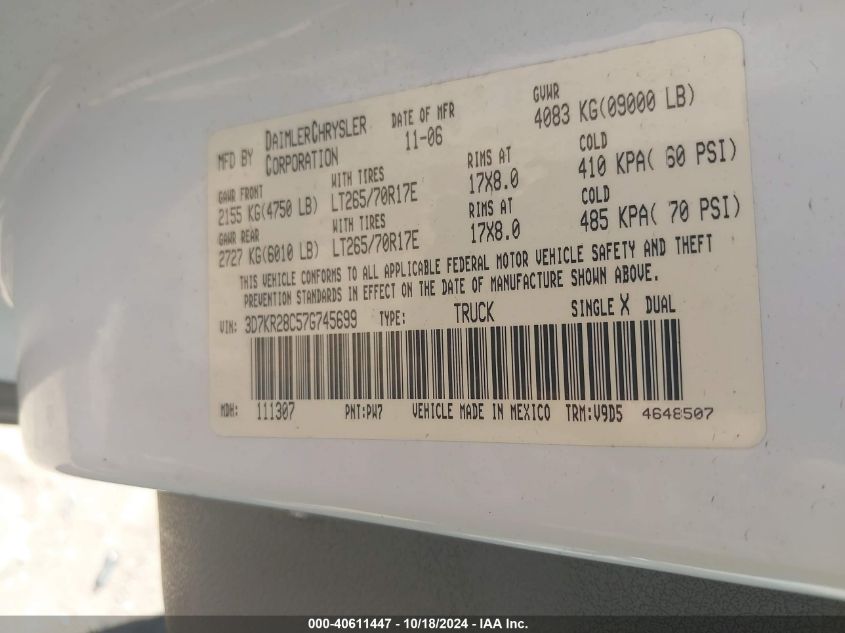 MFD BY DAIMLERCHRYSLER CORPORATION DATE OF MFR 11-06 GVWR 4083 KG(09000 LB)
GAWR FRONT WITH TIRES RIMS AT COLD
2155 KG(4750 LB) LT265/70R17E 17X8.0 410 KPA( 60 PSI)
GAWR REAR WITH TIRES RIMS AT COLD
2727 KG(6010 LB) LT265/70R17E 17X8.0 485 KPA( 70 PSI)
THIS VEHICLE CONFORMS TO ALL APPLICABLE FEDERAL MOTOR VEHICLE SAFETY AND THEFT
PREVENTION STANDARDS IN EFFECT ON THE DATE OF MANUFACTURE SHOWN ABOVE.
VIN: 3D7KR28C57G745699 TYPE: TRUCK SINGLE X DUAL
MDH: 111307 PNT:PW7 VEHICLE MADE IN MEXICO TRM:V9D5 4648507
000-40611447 - 10/18/2024 - IAA Inc.